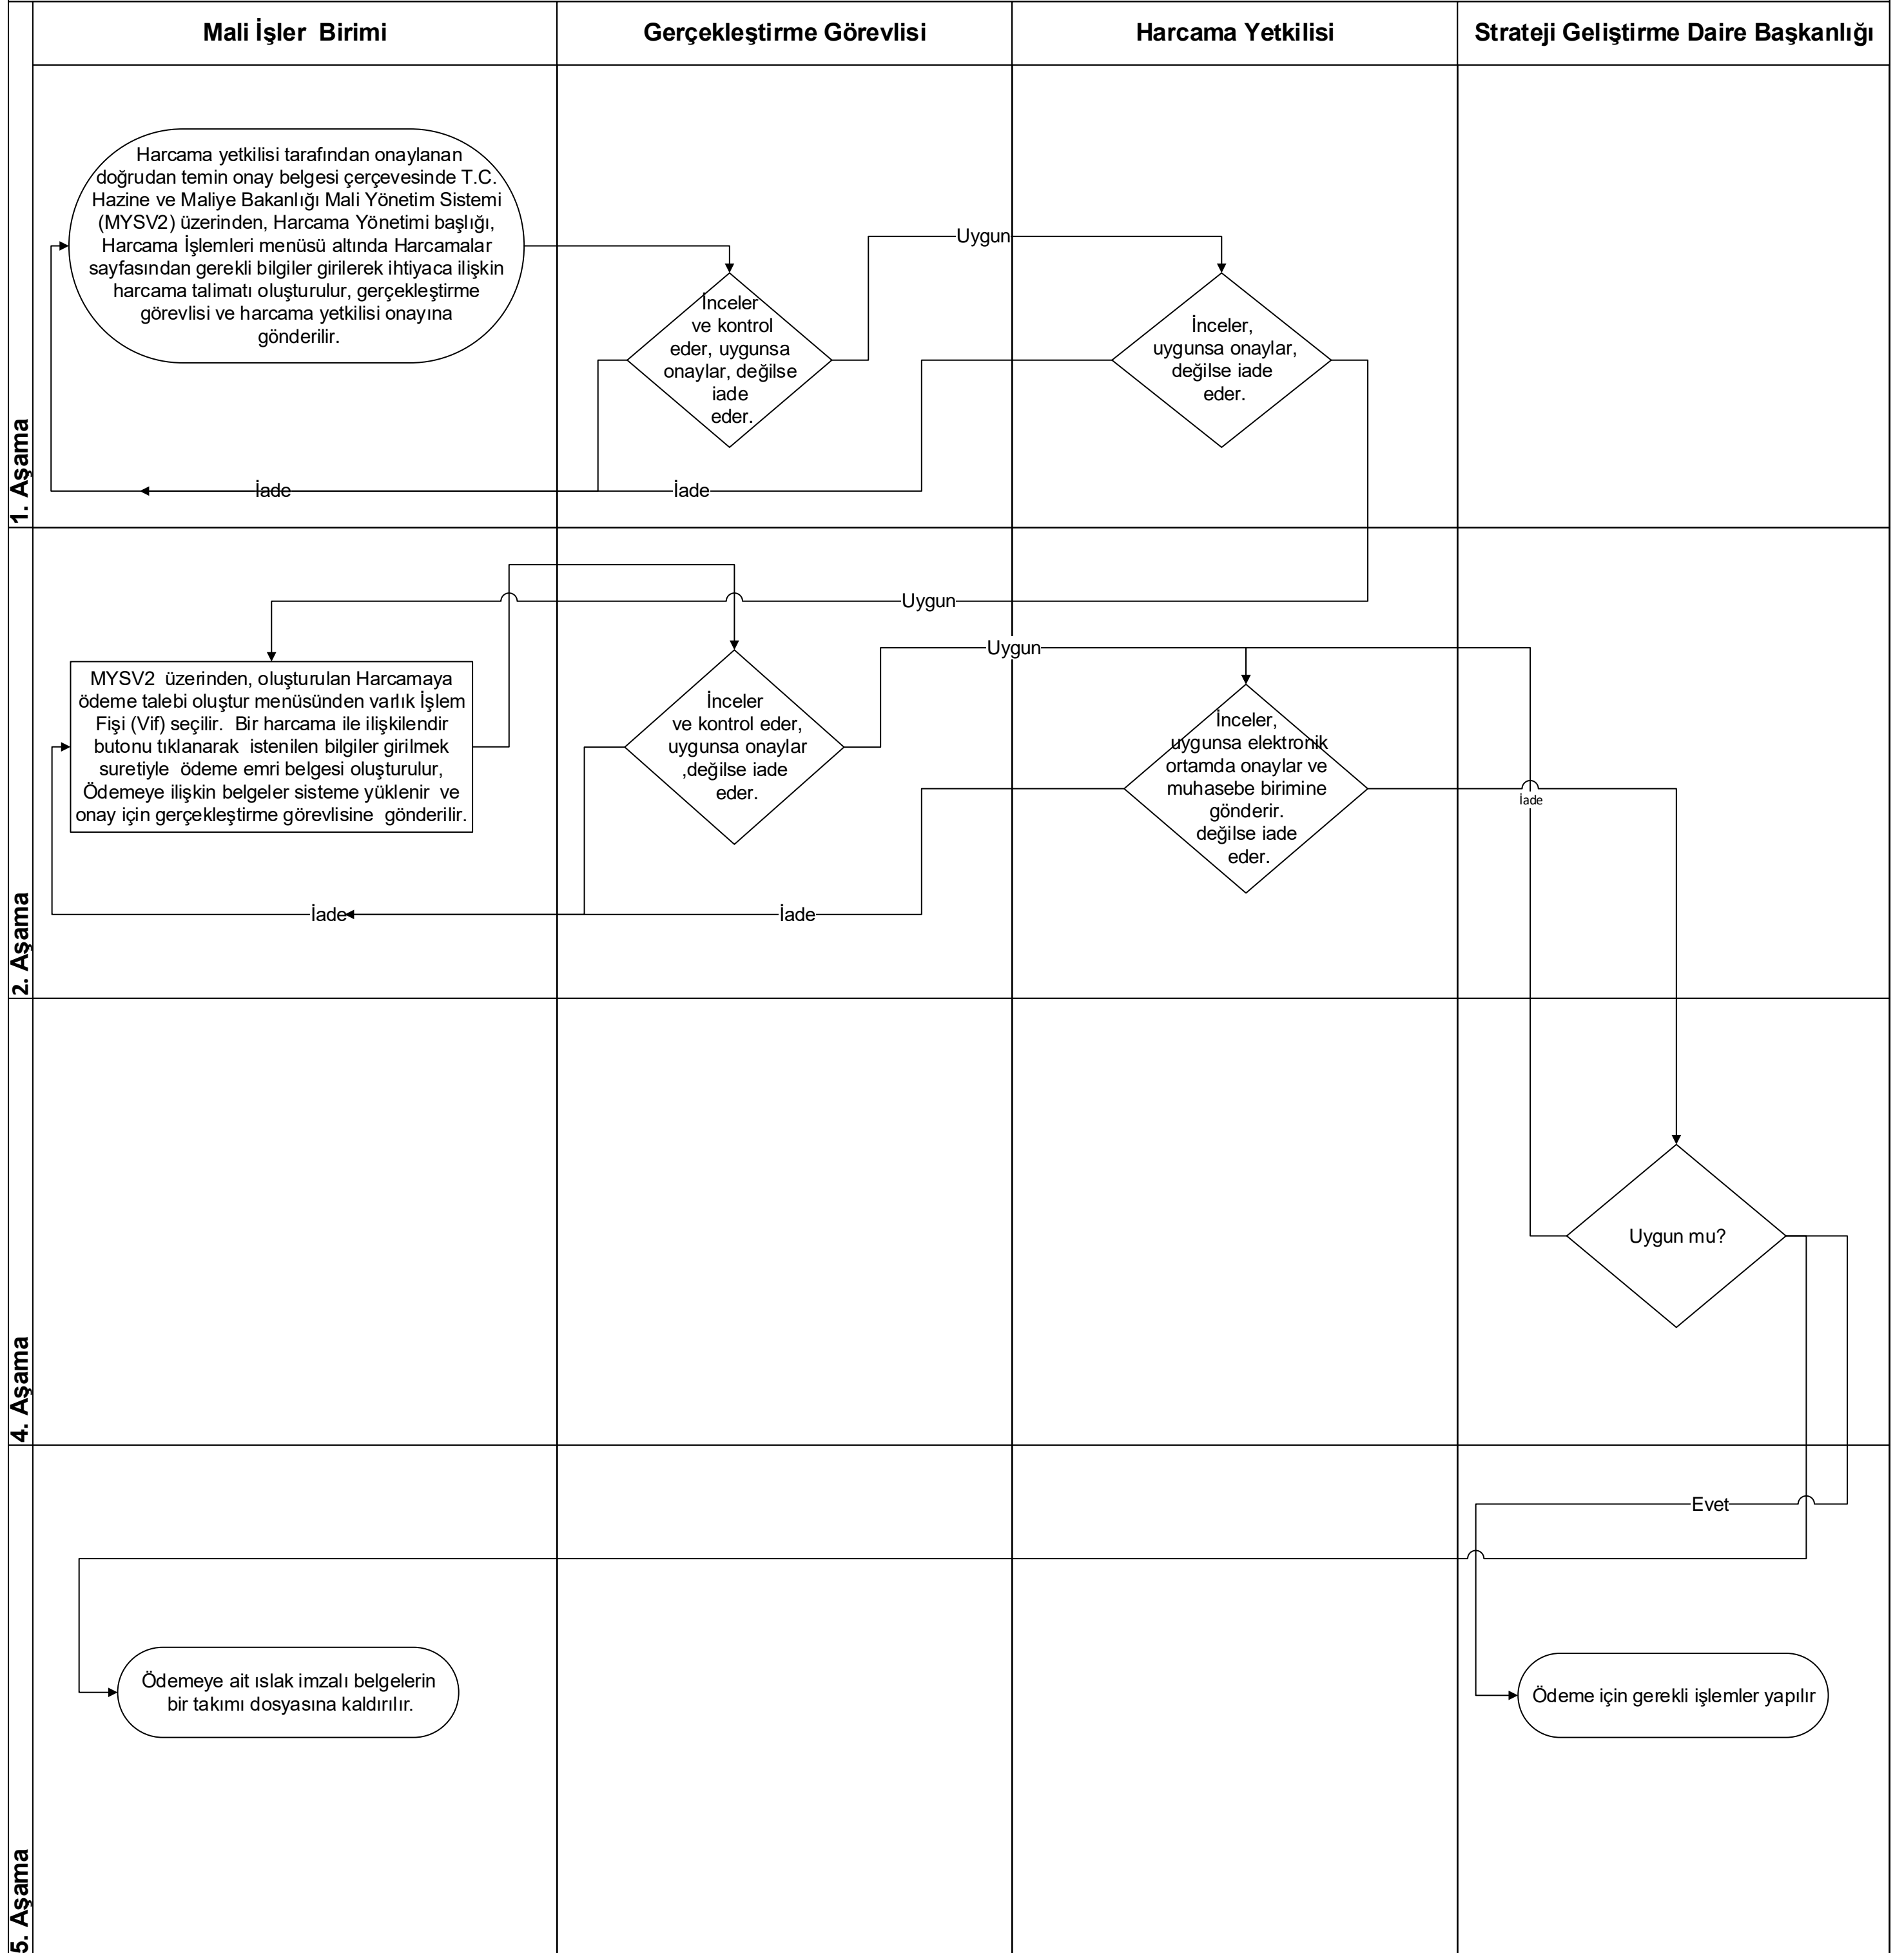 Mali İşler  Birimi
Gerçekleştirme Görevlisi
Harcama Yetkilisi
Strateji Geliştirme Daire Başkanlığı
1. Aşama
Harcama yetkilisi tarafından onaylanan
doğrudan temin onay belgesi çerçevesinde T.C.
Hazine ve Maliye Bakanlığı Mali Yönetim Sistemi
(MYSV2) üzerinden, Harcama Yönetimi başlığı,
Harcama İşlemleri menüsü altında Harcamalar
sayfasından gerekli bilgiler girilerek ihtiyaca ilişkin
harcama talimatı oluşturulur, gerçekleştirme
görevlisi ve harcama yetkilisi onayına
gönderilir.
İnceler
ve kontrol
eder, uygunsa
onaylar, değilse
iade
eder.
Uygun
İnceler,
uygunsa onaylar,
değilse iade
eder.
İade
İade
2. Aşama
Uygun
MYSV2  üzerinden, oluşturulan Harcamaya
ödeme talebi oluştur menüsünden varlık İşlem
Fişi (Vif) seçilir.  Bir harcama ile ilişkilendir
butonu tıklanarak  istenilen bilgiler girilmek
suretiyle  ödeme emri belgesi oluşturulur,
Ödemeye ilişkin belgeler sisteme yüklenir  ve
onay için gerçekleştirme görevlisine  gönderilir.
İnceler
ve kontrol eder,
uygunsa onaylar
,değilse iade
eder.
Uygun
İnceler,
uygunsa elektronik
ortamda onaylar ve
muhasebe birimine
gönderir.
değilse iade
eder.
İade
İade
İade
4. Aşama
Uygun mu?
5. Aşama
Evet
Ödemeye ait ıslak imzalı belgelerin
bir takımı dosyasına kaldırılır.
Ödeme için gerekli işlemler yapılır